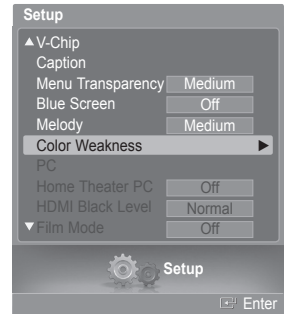 Setup
▲V-Chip
Caption
Menu Transparency Medium
Blue Screen Off
Melody Medium
Color Weakness ►
PC
Home Theater PC Off
HDMI Black Level Normal
▼Film Mode Off
Setup
Enter